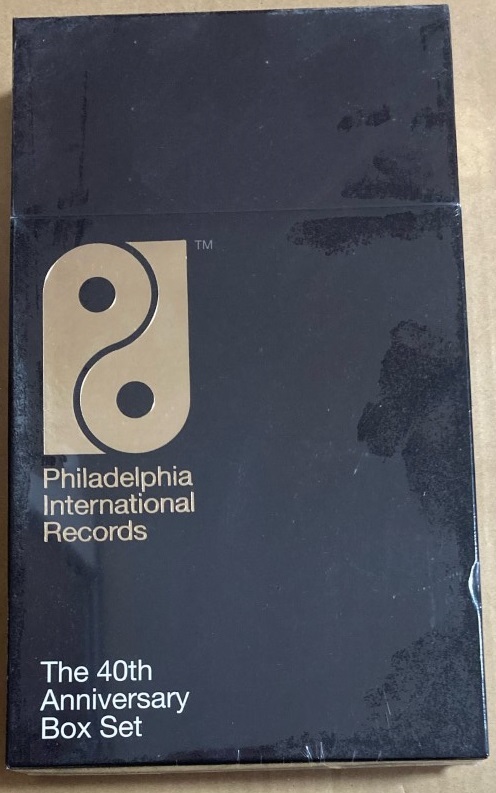 TM
Philadelphia
International
Records
The 40th
Anniversary
Box Set